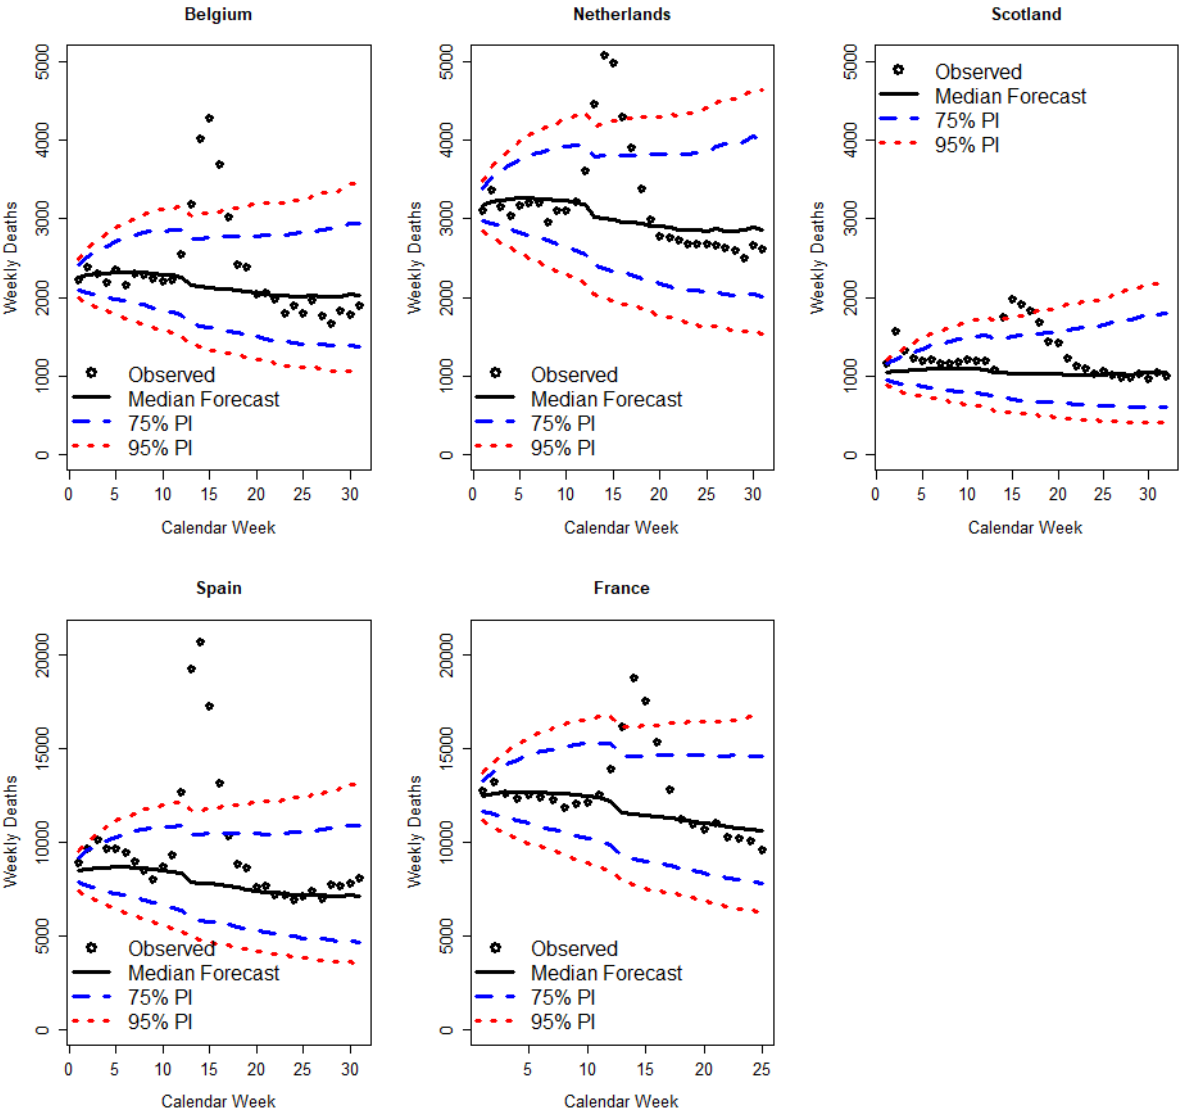 Belgium
Weekly Deaths
5000
4000
3000
2000
1000
0
Observed
Median Forecast
75% PI
95% PI
0 5 10 15 20 25 30
Calendar Week
Netherlands
Weekly Deaths
5000
4000
3000
2000
1000
0
Observed
Median Forecast
75% PI
95% PI
0 5 10 15 20 25 30
Calendar Week
Scotland
Weekly Deaths
5000
4000
3000
2000
1000
0
Observed
Median Forecast
75% PI
95% PI
0 5 10 15 20 25 30
Calendar Week
Spain
Weekly Deaths
20000
15000
10000
5000
0
Observed
Median Forecast
75% PI
95% PI
0 5 10 15 20 25 30
Calendar Week
France
Weekly Deaths
20000
15000
10000
5000
0
Observed
Median Forecast
75% PI
95% PI
5 10 15 20 25
Calendar Week